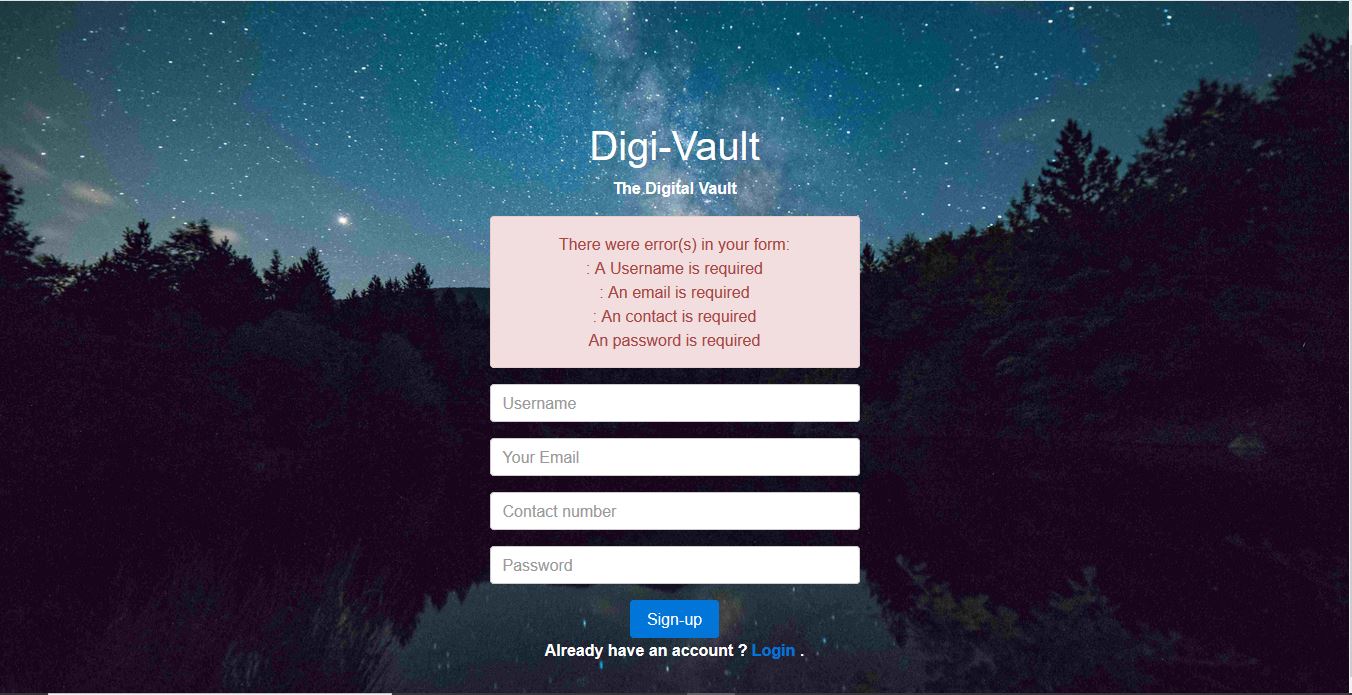 Digi-Vault
The Digital Vault
There were error(s) in your form:
: A Username is required
: An email is required
: An contact is required
An password is required
Username
Your Email
Contact number
Password
Sign-up
Already have an account ? Login .